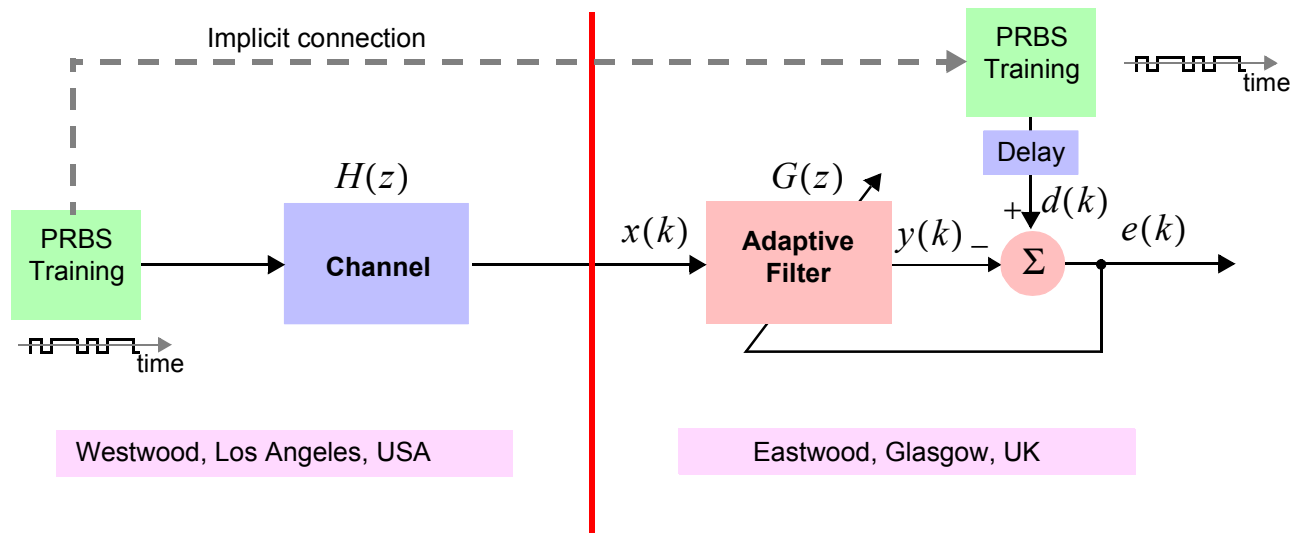 Implicit connection
PRBS
Training
time
Delay
H(z)
G(z)
+
d(k)
PRBS
Training
Channel
x(k)
Adaptive
Filter
y(k)
−
Σ
e(k)
time
Westwood, Los Angeles, USA
Eastwood, Glasgow, UK